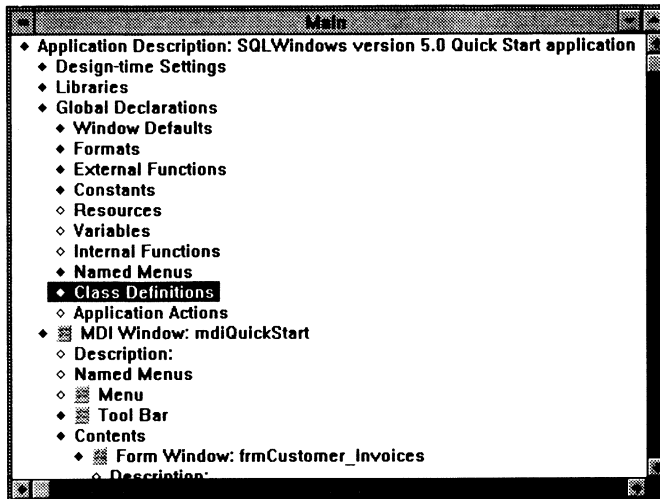 Main
Application Description: SQLWindows version 5.0 Quick Start application
Design-time Settings
Libraries
Global Declarations
Window Defaults
Formats
External Functions
Constants
Resources
Variables
Internal Functions
Named Menus
Class Definitions
Application Actions
MDI Window: mdiQuickStart
Description:
Named Menus
Menu
Tool Bar
Contents
Form Window: frmCustomer_Invoices
Description: